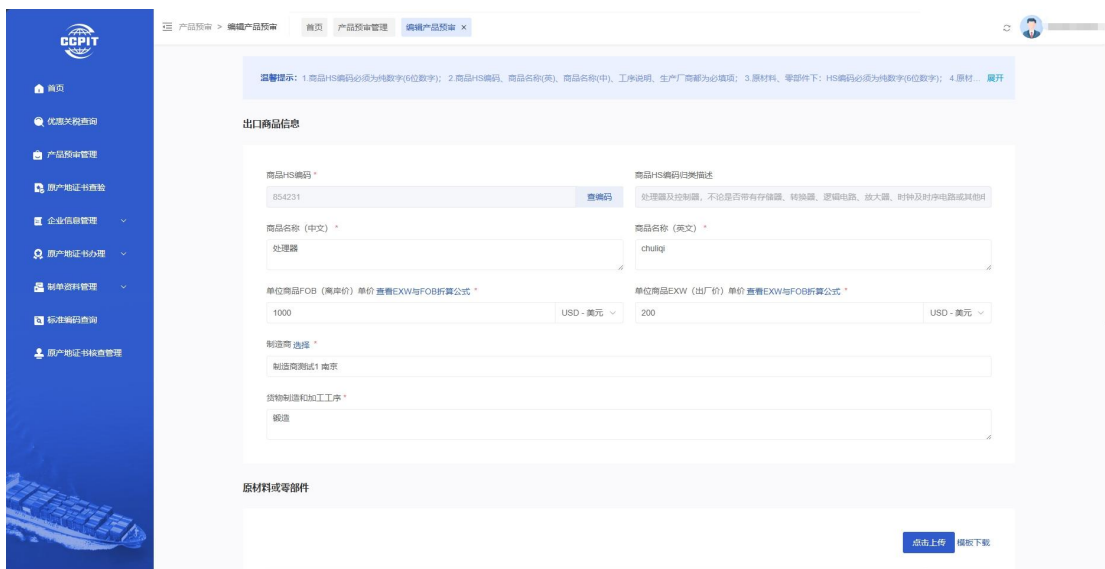 CCPIT
产品预审 > 编辑产品预审
首页 产品预审管理 编辑产品预审 ×
首页
优惠关税查询
产品预审管理
原产地证书查验
企业信息管理
原产地证书办理
制单资料管理
标准编码查询
原产地证书核查管理
温馨提示：1.商品HS编码必须为纯数字(6位数字)； 2.商品HS编码、商品名称(英)、商品名称(中)、工序说明、生产厂商都为必填项； 3.原材料、零部件下：HS编码必须为纯数字(6位数字)； 4.原材... 展开
出口商品信息
商品HS编码 * 商品HS编码归类描述
854231 查编码 处理器及控制器，不论是否带有存储器、转换器、逻辑电路、放大器、时钟及时序电路或其他
商品名称（中文） * 商品名称（英文） *
处理器 chuliqi
单位商品FOB（离岸价）单价 查看EXW与FOB折算公式 * 单位商品EXW（出厂价）单价 查看EXW与FOB折算公式 *
1000 USD - 美元 200 USD - 美元
制造商 选择 *
制造商测试1 南京
货物制造和加工工序 *
锻造
原材料或零部件
点击上传 模板下载